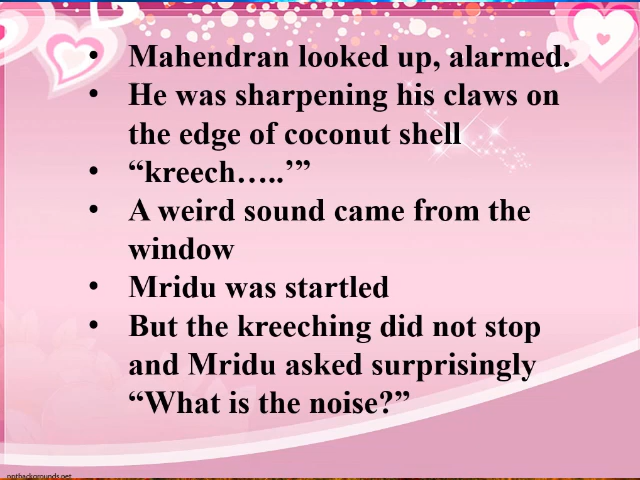 • Mahendran looked up, alarmed.
• He was sharpening his claws on
the edge of coconut shell
• “kreech…..’”
• A weird sound came from the
window
• Mridu was startled
• But the kreeching did not stop
and Mridu asked surprisingly
“What is the noise?”
pptbackgrounds.net